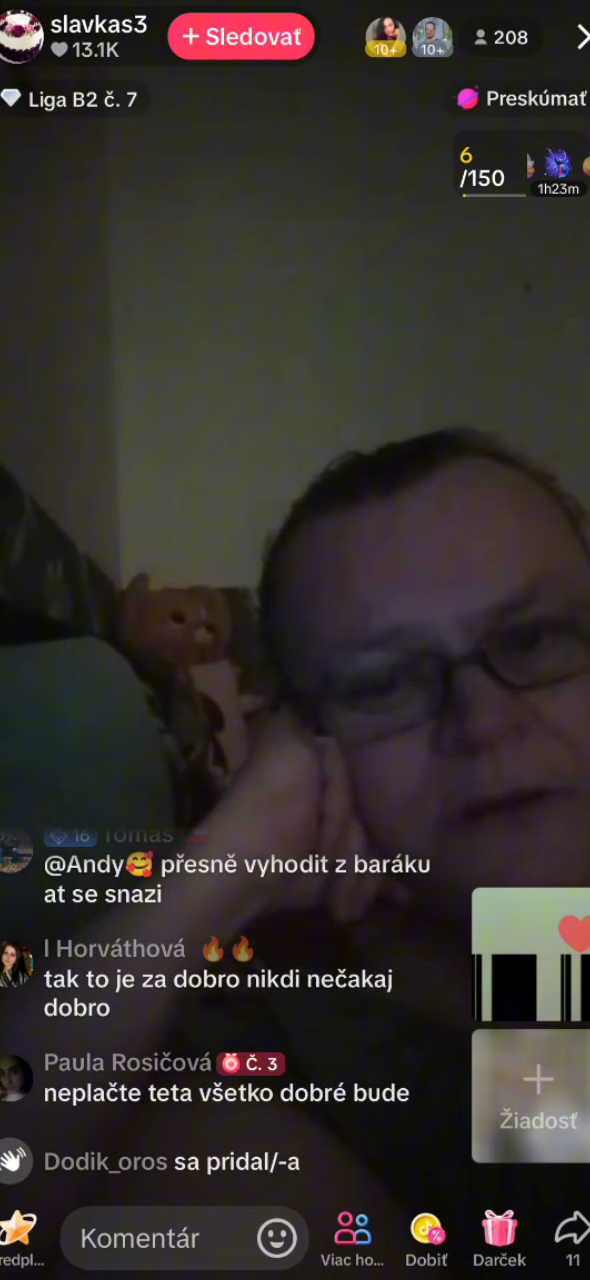 slavkas3
13.1K
+ Sledovať
10+
10+
208
Liga B2 č. 7
Preskúmať
6
/150
1h23m
16 Tomas
@Andy🥰 přesně vyhodit z baráku
at se snazi
I Horváthová 🔥🔥
tak to je za dobro nikdi nečakaj
dobro
Paula Rosičová Č. 3
neplačte teta všetko dobré bude
Dodik_oros sa pridal/-a
Žiadosť
Komentár
redpl...
Viac ho...
Dobiť
Darček
11